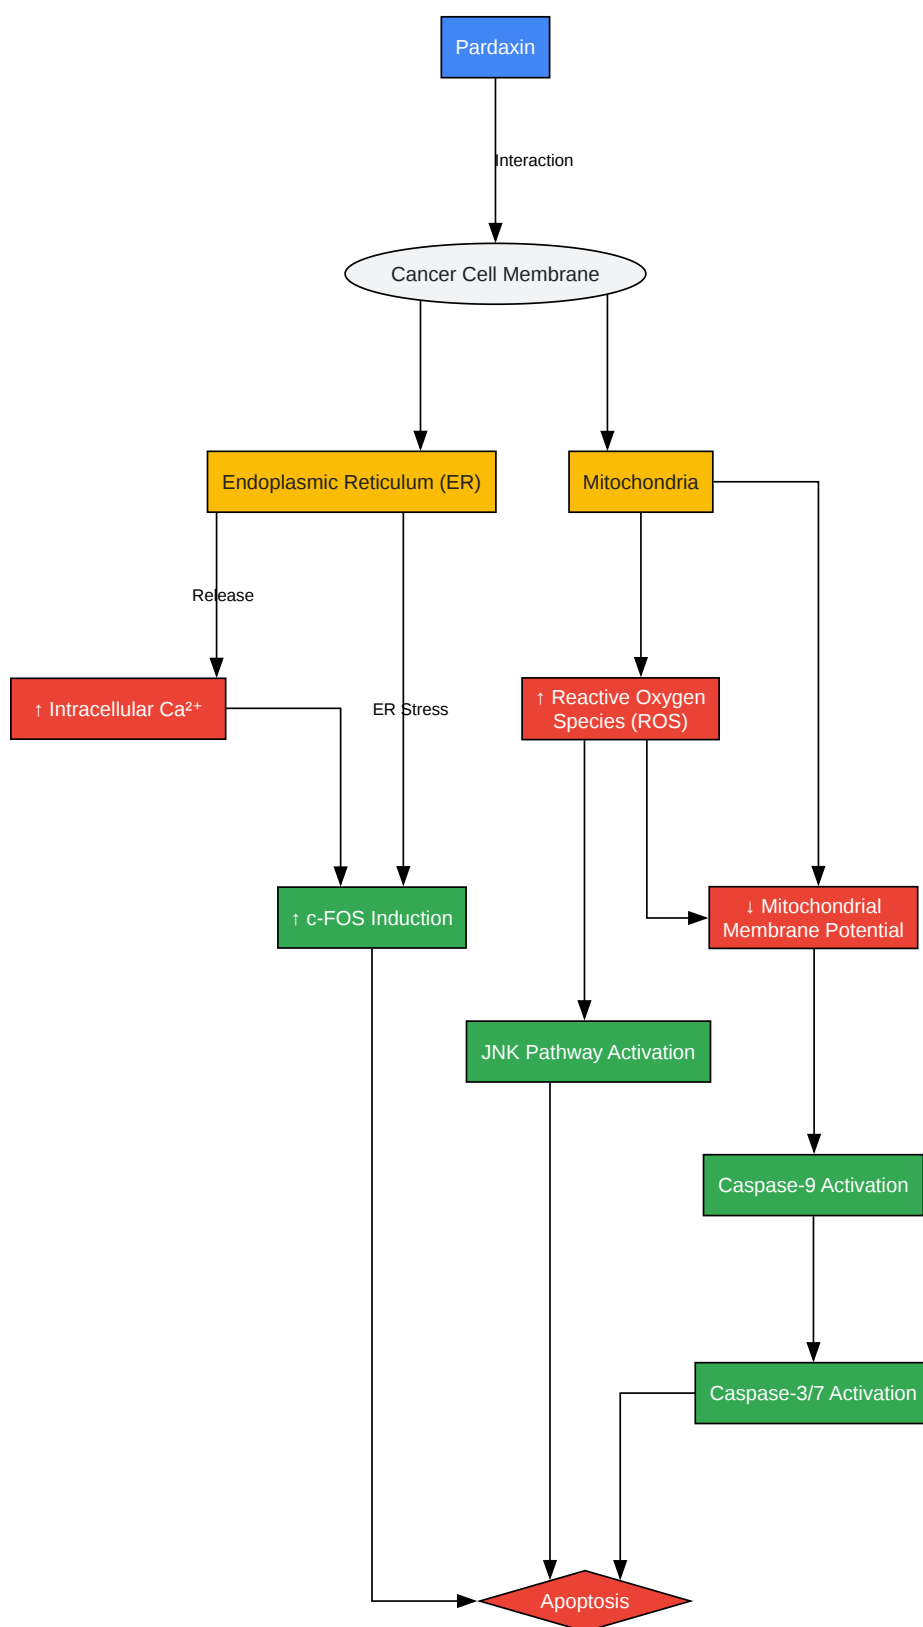 Pardaxin
Interaction
Cancer Cell Membrane
Endoplasmic Reticulum (ER)
Mitochondria
Release
↑ Intracellular Ca²⁺
ER Stress
↑ Reactive Oxygen
Species (ROS)
↑ c-FOS Induction
↓ Mitochondrial
Membrane Potential
JNK Pathway Activation
Caspase-9 Activation
Caspase-3/7 Activation
Apoptosis